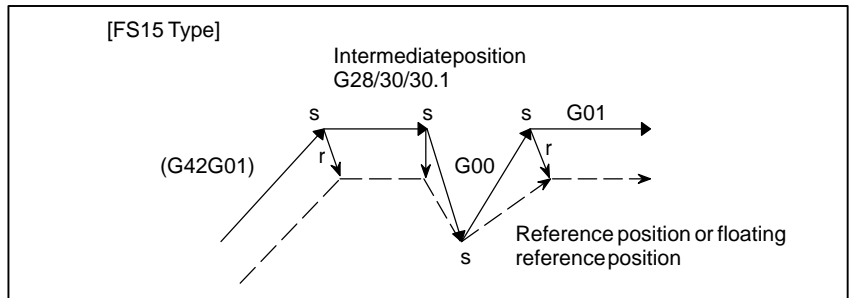 [FS15 Type]
Intermediateposition
G28/30/30.1
s s s G01
(G42G01) r G00 r
Reference position or floating
s referenceposition